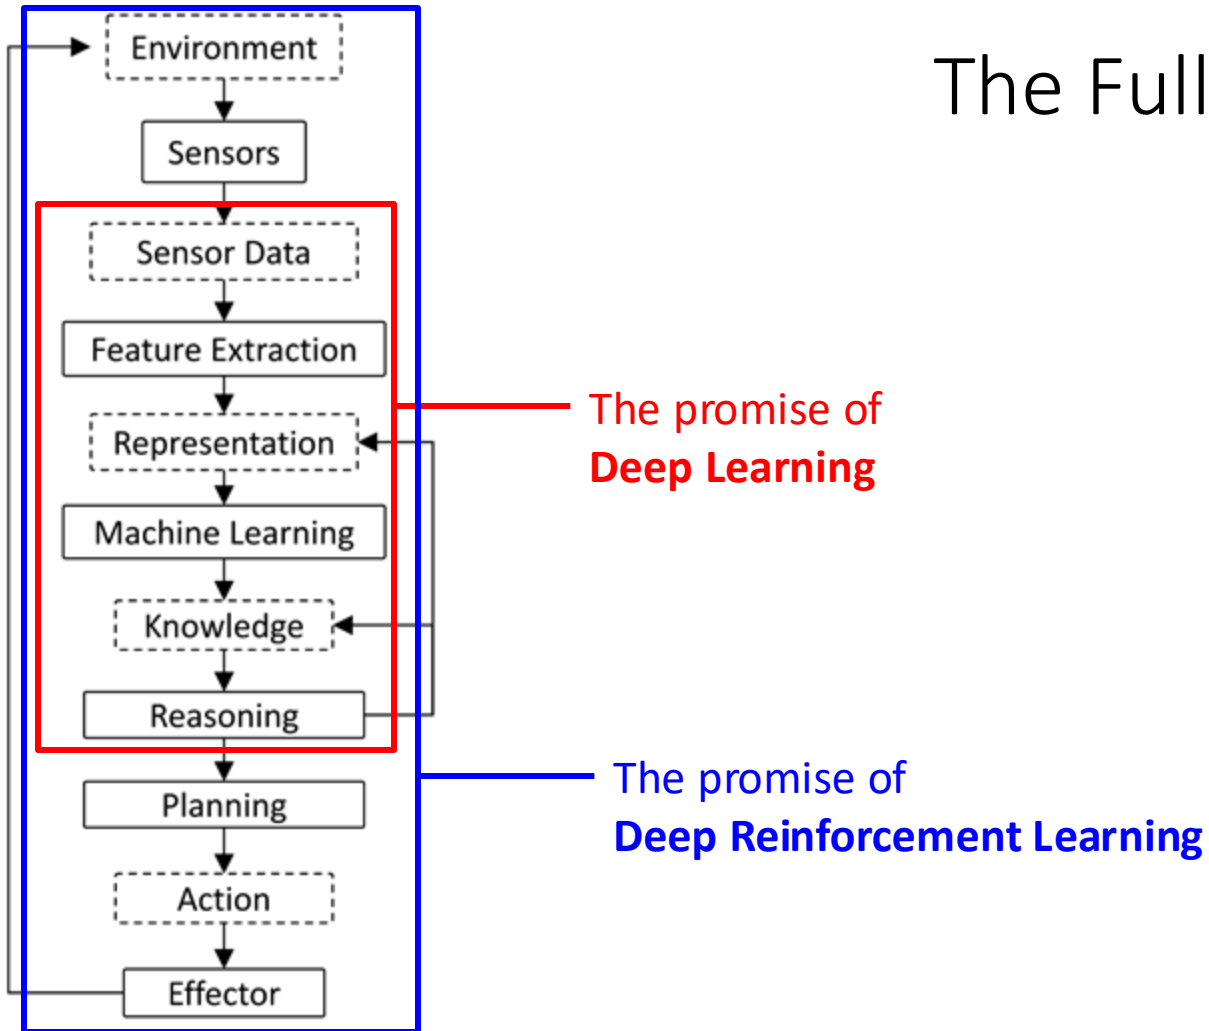 The Full
Environment
Sensors
Sensor Data
Feature Extraction
Representation
Machine Learning
Knowledge
Reasoning
Planning
Action
Effector
The promise of
Deep Learning
The promise of
Deep Reinforcement Learning